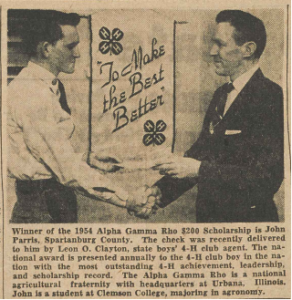 "To Make
the Best
Better"
Winner of the 1954 Alpha Gamma Rho $200 Scholarship is John
Parris, Spartanburg County. The check was recently delivered
to him by Leon O. Clayton, state boys' 4-H club agent. The na-
tional award is presented annually to the 4-H club boy in the na-
tion with the most outstanding 4-H achievement, leadership,
and scholarship record. The Alpha Gamma Rho is a national
agricultural fraternity with headquarters at Urbana. Illinois.
John is a student at Clemson College, majoring in agronomy.